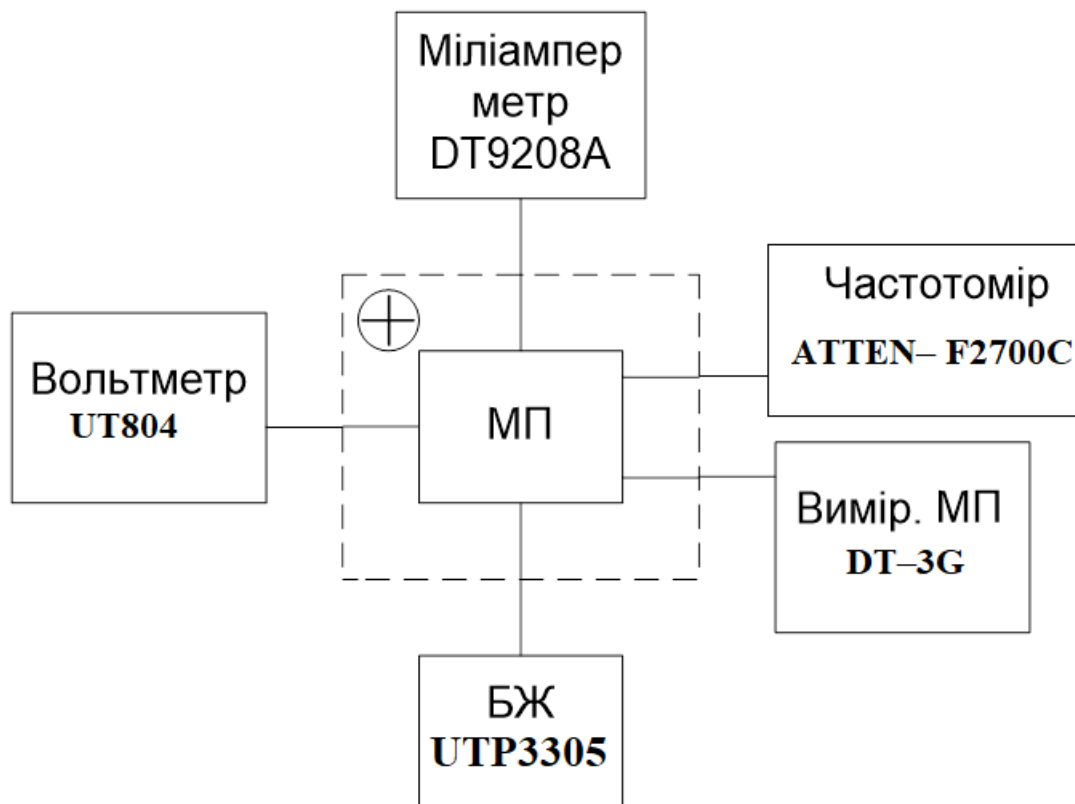 Міліампер
метр
DT9208A
Частотомір
ATTEN– F2700C
Вольтметр
UT804
МП
Вимір. МП
DT–3G
БЖ
UTP3305